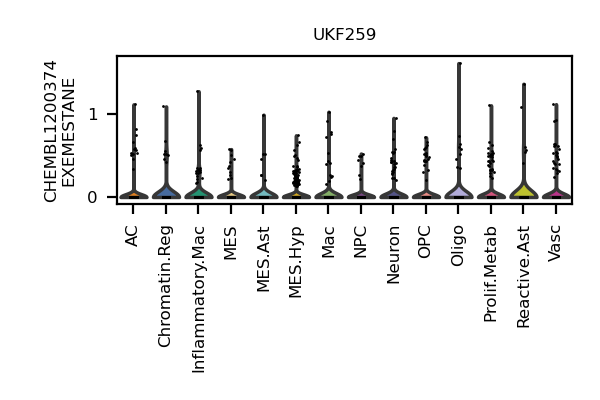 UKF259
CHEMBL1200374
EXEMESTANE
1
0
AC
Chromatin.Reg
Inflammatory.Mac
MES
MES.Ast
MES.Hyp
Mac
NPC
Neuron
OPC
Oligo
Prolif.Metab
Reactive.Ast
Vasc